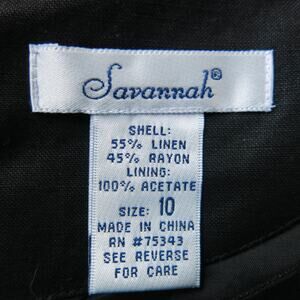 Savannah®
SHELL:
55% LINEN
45% RAYON
LINING:
100% ACETATE
SIZE: 10
MADE IN CHINA
RN #75343
SEE REVERSE
FOR CARE